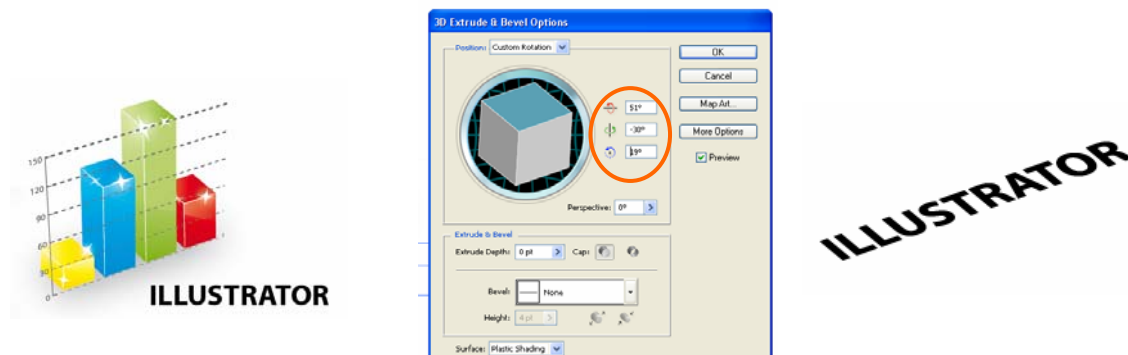 150
120
90
60
30
0
ILLUSTRATOR
3D Extrude & Bevel Options
Position: Custom Rotation
51°
-30°
19°
Perspective: 0°
Extrude & Bevel
Extrude Depth: 0 pt Cap:
Bevel: None
Height: 4 pt
Surface: Plastic Shading
OK
Cancel
Map Art...
More Options
Preview
ILLUSTRATOR